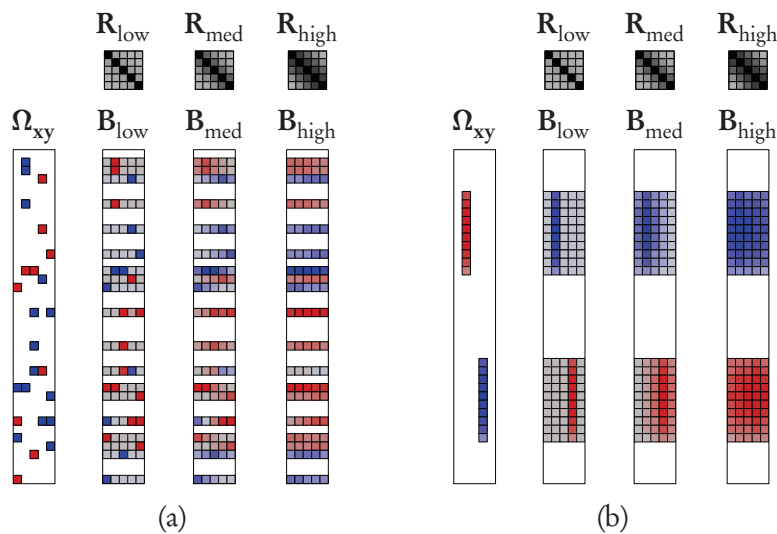 R_low R_med R_high R_low R_med R_high
Ω_xy B_low B_med B_high Ω_xy B_low B_med B_high
(a) (b)